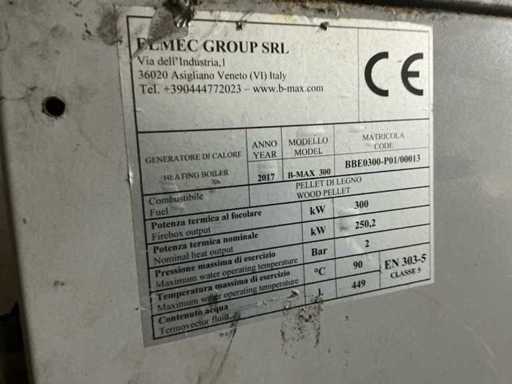 ELMEC GROUP SRL
Via dell'Industria,1
36020 Asigliano Veneto (VI) Italy
Tel. +390444772023 – www.b-max.com
CE
GENERATORE DI CALORE
HEATING BOILER
ANNO
YEAR
2017
MODELLO
MODEL
B-MAX 300
MATRICOLA
CODE
BBE0300-P01/00013
Combustibile
Fuel
PELLET DI LEGNO
WOOD PELLET
Potenza termica al focolare
Firebox output
kW
300
Potenza termica nominale
Nominal heat output
kW
250,2
Pressione massima di esercizio
Maximum water operating temperature
Bar
2
Temperatura massima di esercizio
Maximum water operating temperature
°C
90
Contenuto acqua
Termovector fluid
L
449
EN 303-5
CLASSE 5